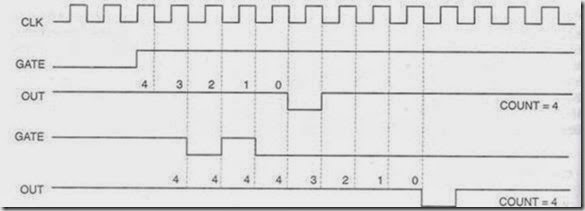 CLK
GATE
4 3 2 1 0
OUT
COUNT = 4
GATE
4 4 4 4 3 2 1 0
OUT
COUNT = 4